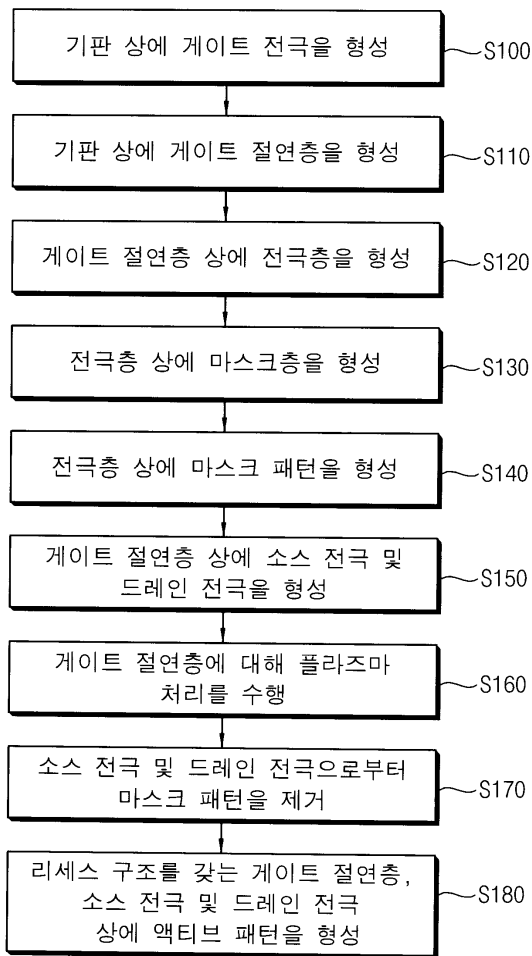 기판 상에 게이트 전극을 형성
S100
기판 상에 게이트 절연층을 형성
S110
게이트 절연층 상에 전극층을 형성
S120
전극층 상에 마스크층을 형성
S130
전극층 상에 마스크 패턴을 형성
S140
게이트 절연층 상에 소스 전극 및
드레인 전극을 형성
S150
게이트 절연층에 대해 플라즈마
처리를 수행
S160
소스 전극 및 드레인 전극으로부터
마스크 패턴을 제거
S170
리세스 구조를 갖는 게이트 절연층,
소스 전극 및 드레인 전극
상에 액티브 패턴을 형성
S180